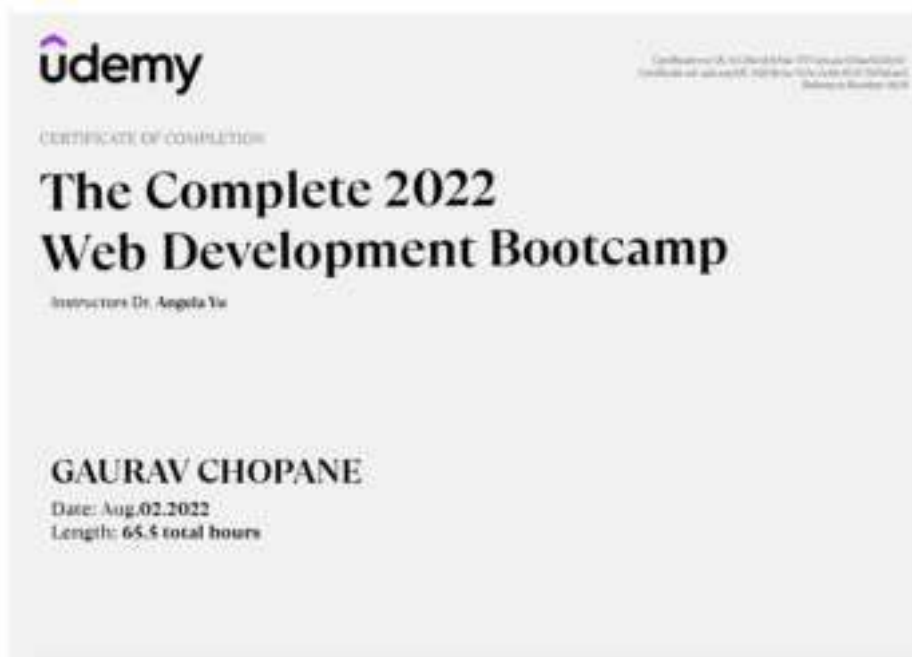 udemy
CERTIFICATE OF COMPLETION
The Complete 2022
Web Development Bootcamp
Instructors Dr. Angela Yu
GAURAV CHOPANE
Date: Aug.02.2022
Length: 65.5 total hours